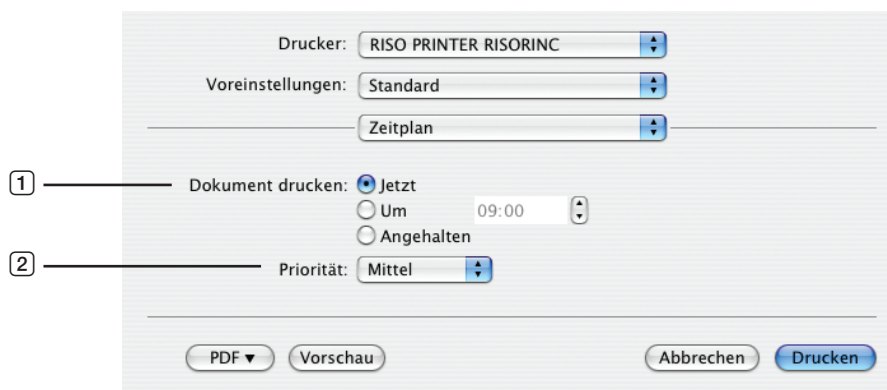 Drucker: RISO PRINTER RISORINC
Voreinstellungen: Standard
Zeitplan
1 Dokument drucken: Jetzt
Um 09:00
Angehalten
2 Priorität: Mittel
PDF ▼ Vorschau Abbrechen Drucken